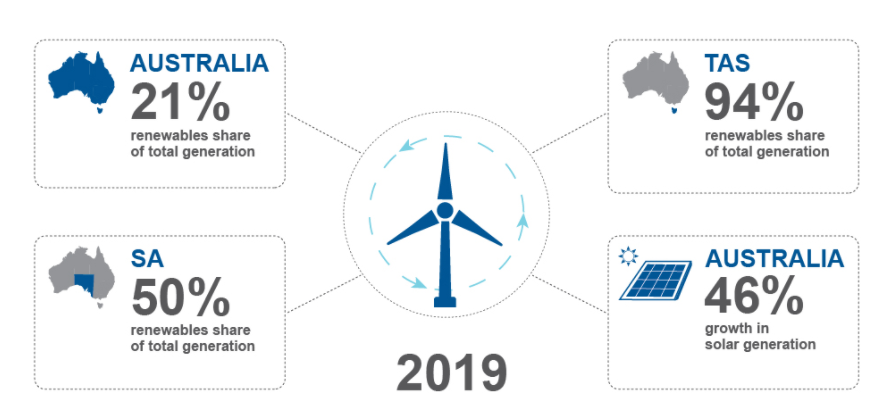 AUSTRALIA
21%
renewables share
of total generation
TAS
94%
renewables share
of total generation
SA
50%
renewables share
of total generation
AUSTRALIA
46%
growth in
solar generation
2019